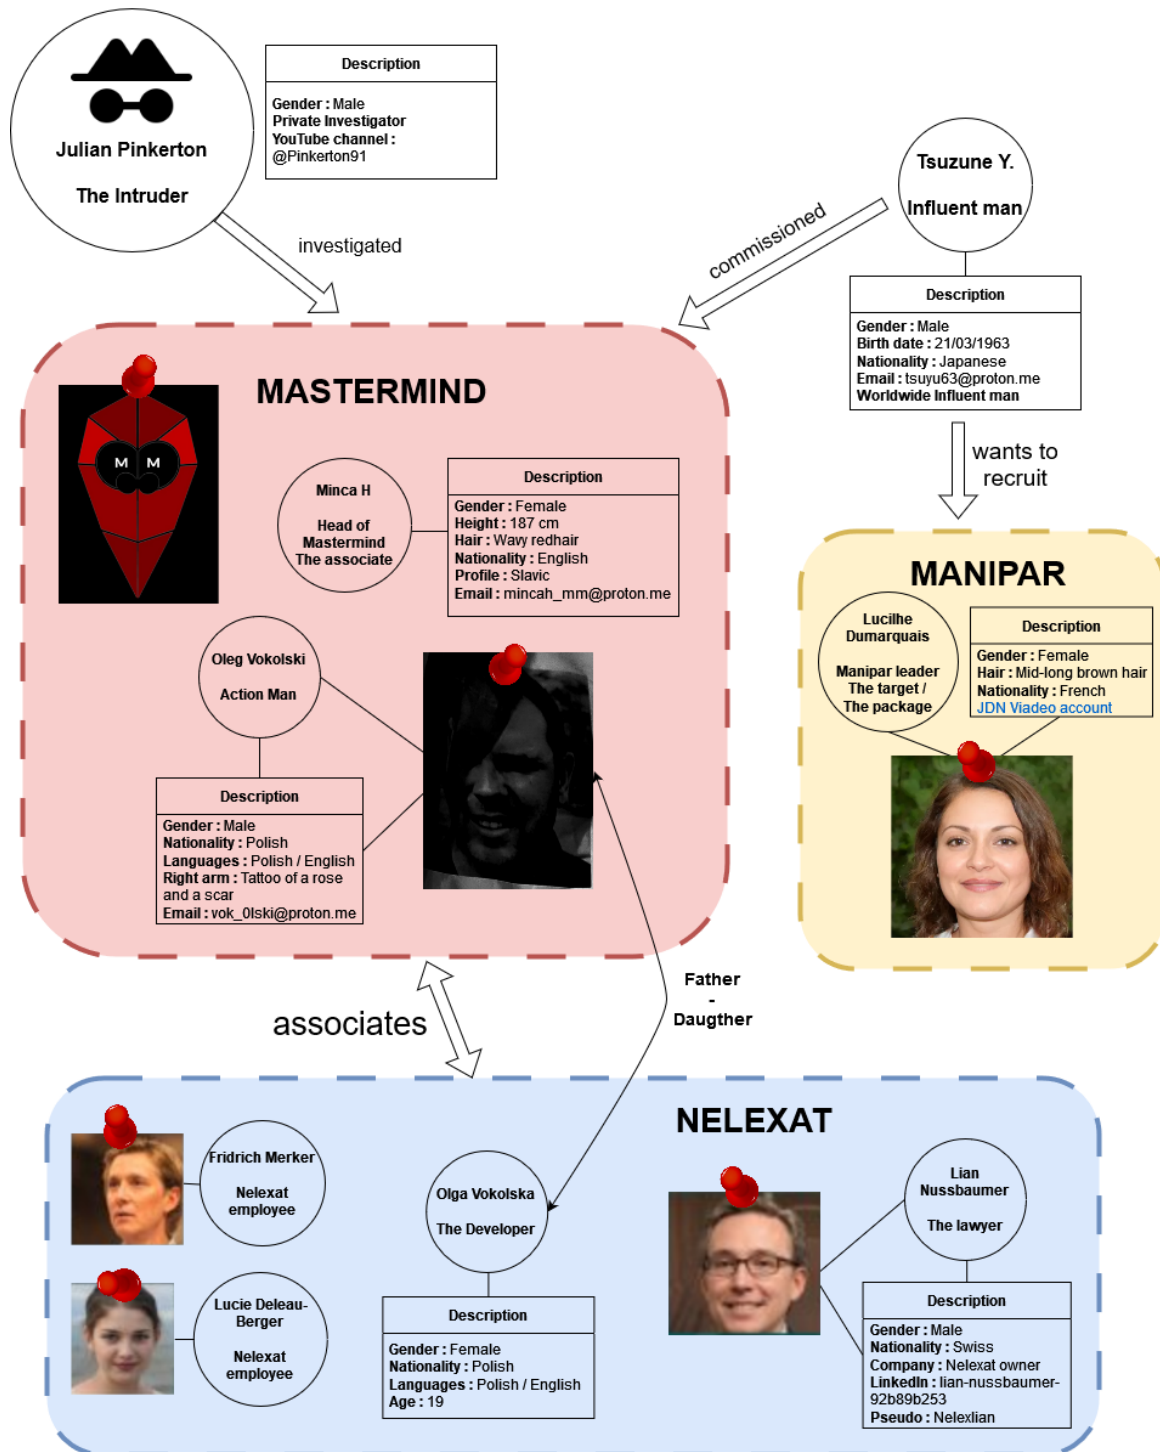 Julian Pinkerton
The Intruder
Description
Gender : Male
Private Investigator
YouTube channel :
@Pinkerton91
investigated
Tsuzune Y.
Influent man
commissioned
Description
Gender : Male
Birth date : 21/03/1963
Nationality : Japanese
Email : tsuyu63@proton.me
Worldwide Influent man
wants to
recruit
MASTERMIND
M M
Minca H
Head of
Mastermind
The associate
Description
Gender : Female
Height : 187 cm
Hair : Wavy redhair
Nationality : English
Profile : Slavic
Email : mincah_mm@proton.me
Oleg Vokolski
Action Man
Description
Gender : Male
Nationality : Polish
Languages : Polish / English
Right arm : Tattoo of a rose
and a scar
Email : vok_0lski@proton.me
MANIPAR
Lucilhe
Dumarquais
Manipar leader
The target /
The package
Description
Gender : Female
Hair : Mid-long brown hair
Nationality : French
JDN Viadeo account
associates
Father
-
Daugther
NELEXAT
Fridrich Merker
Nelexat
employee
Lucie Deleau-
Berger
Nelexat
employee
Olga Vokolska
The Developer
Description
Gender : Female
Nationality : Polish
Languages : Polish / English
Age : 19
Lian
Nussbaumer
The lawyer
Description
Gender : Male
Nationality : Swiss
Company : Nelexat owner
LinkedIn : lian-nussbaumer-
92b89b253
Pseudo : Nelexlian